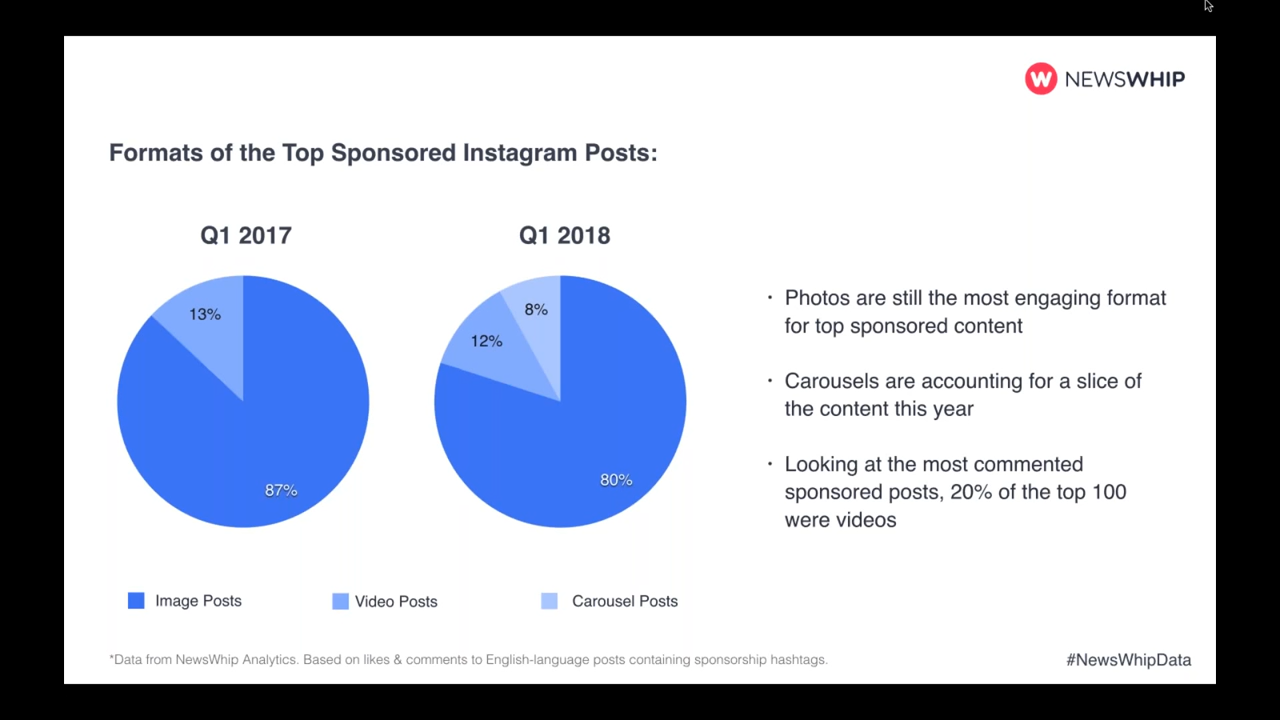 W NEWSWHIP
Formats of the Top Sponsored Instagram Posts:
Q1 2017
Q1 2018
13%
87%
8%
12%
80%
· Photos are still the most engaging format
for top sponsored content
· Carousels are accounting for a slice of
the content this year
· Looking at the most commented
sponsored posts, 20% of the top 100
were videos
Image Posts
Video Posts
Carousel Posts
*Data from NewsWhip Analytics. Based on likes & comments to English-language posts containing sponsorship hashtags.
#NewsWhipData